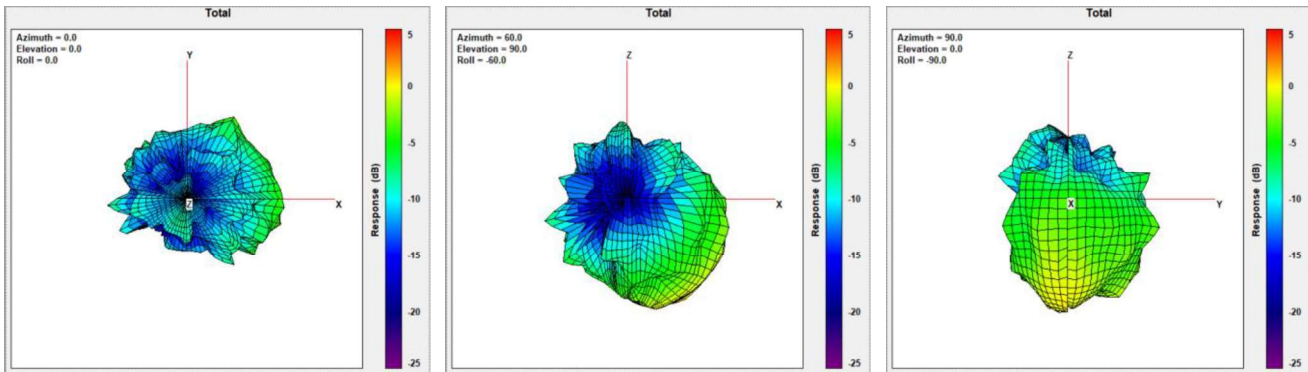 Total
Azimuth = 0.0
Elevation = 0.0
Roll = 0.0
Y
X
Z
5
0
-5
-10
-15
-20
-25
Response (dB)
Total
Azimuth = 60.0
Elevation = 90.0
Roll = -60.0
Z
X
5
0
-5
-10
-15
-20
-25
Response (dB)
Total
Azimuth = 90.0
Elevation = 0.0
Roll = -90.0
Z
X
Y
5
0
-5
-10
-15
-20
-25
Response (dB)